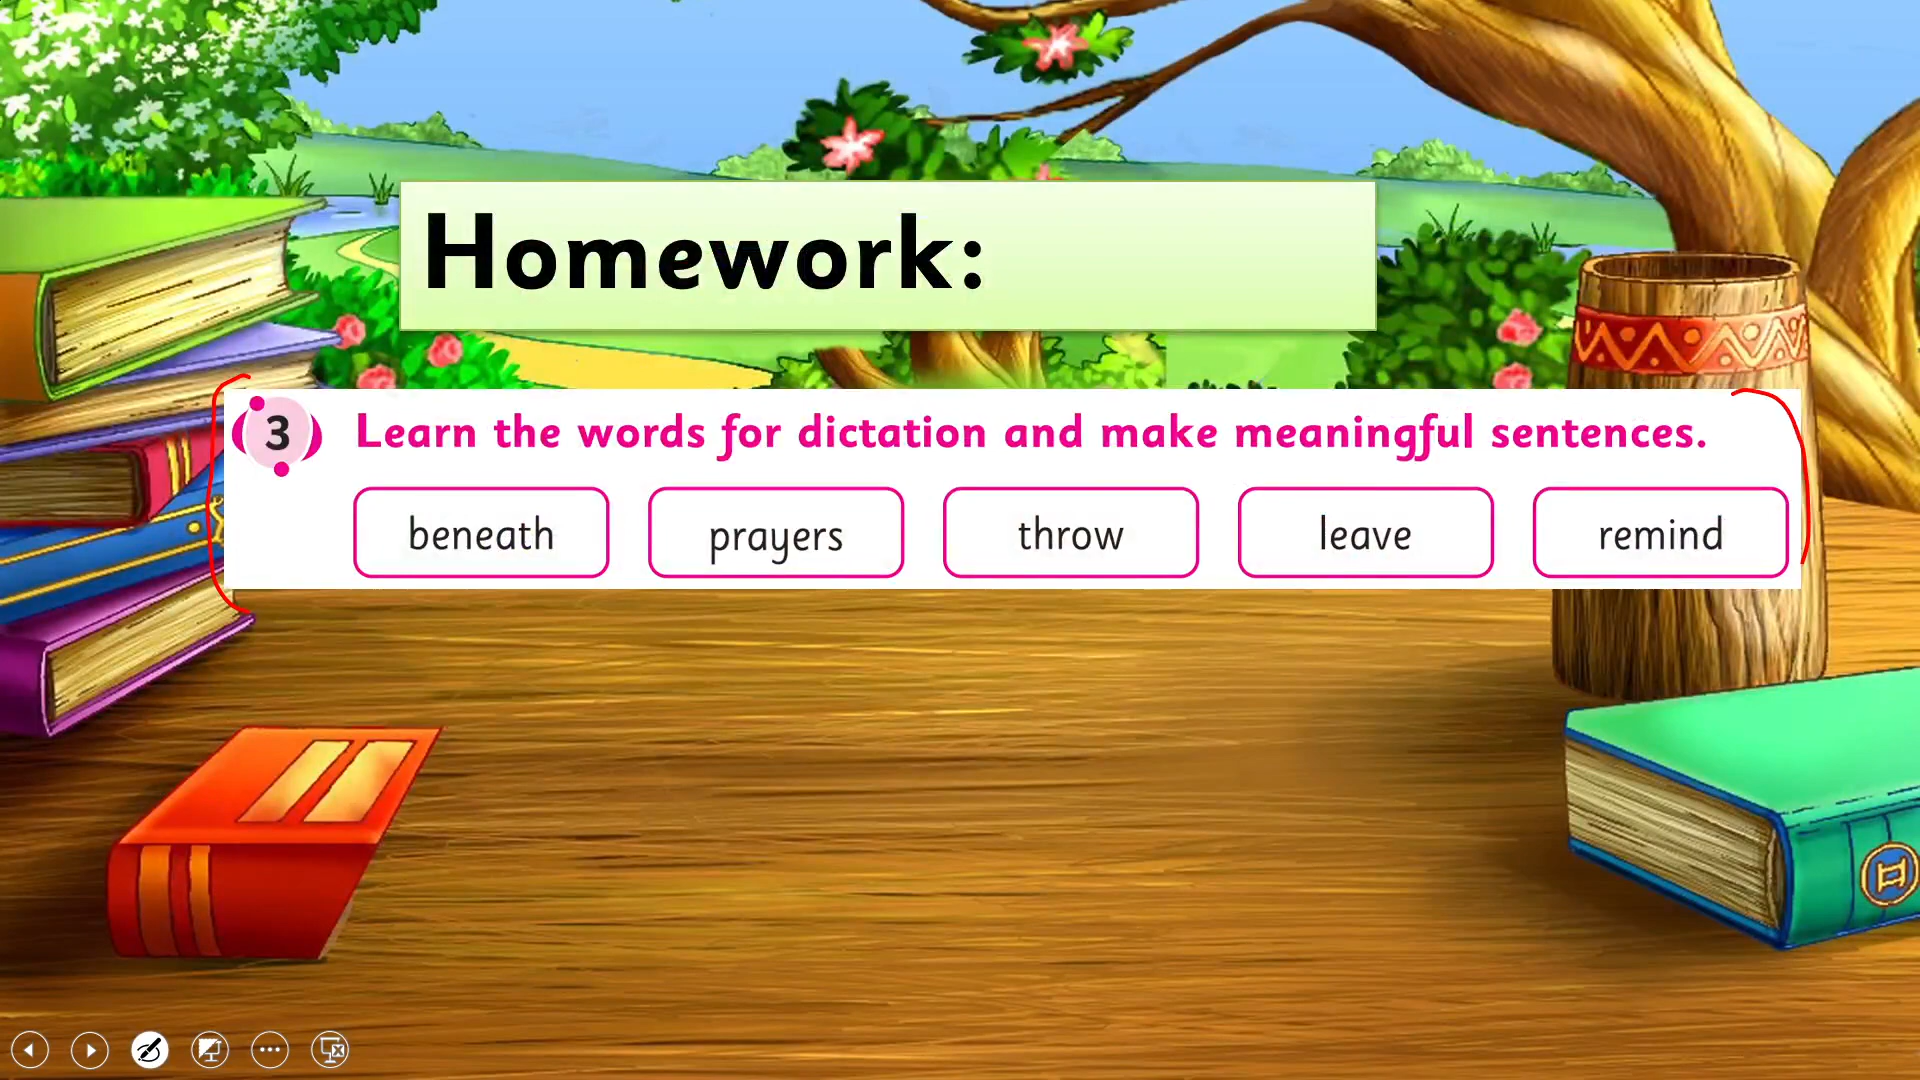 Homework:
3 Learn the words for dictation and make meaningful sentences.
beneath prayers throw leave remind